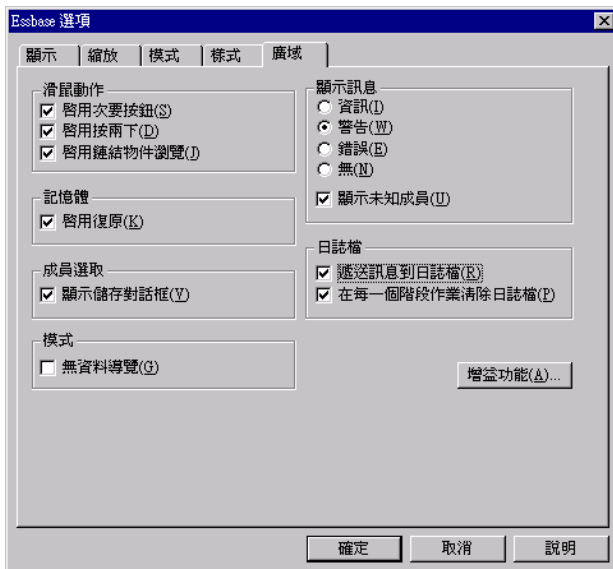 Essbase 選項
顯示 縮放 模式 樣式 廣域
滑鼠動作
啓用次要按鈕(S)
啓用按兩下(D)
啓用鏈結物件瀏覽(J)
記憶體
啓用復原(K)
成員選取
顯示儲存對話框(V)
模式
無資料導覽(G)
顯示訊息
資訊(I)
警告(W)
錯誤(E)
無(N)
顯示未知成員(U)
日誌檔
遞送訊息到日誌檔(R)
在每一個階段作業清除日誌檔(P)
增益功能(A)...
確定 取消 說明